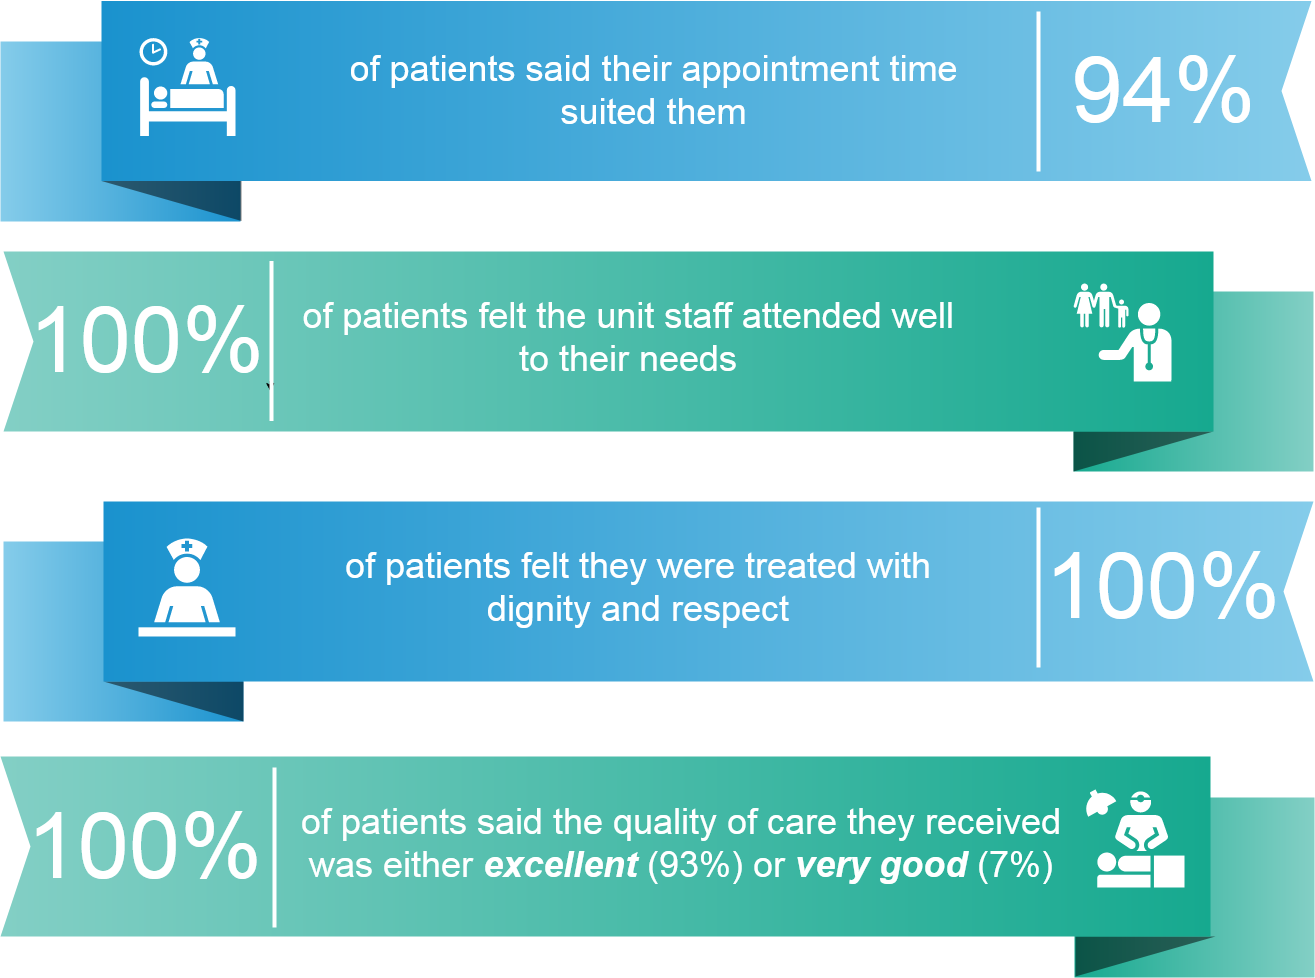 of patients said their appointment time
suited them
94%
100%
of patients felt the unit staff attended well
to their needs
of patients felt they were treated with
dignity and respect
100%
100%
of patients said the quality of care they received
was either excellent (93%) or very good (7%)